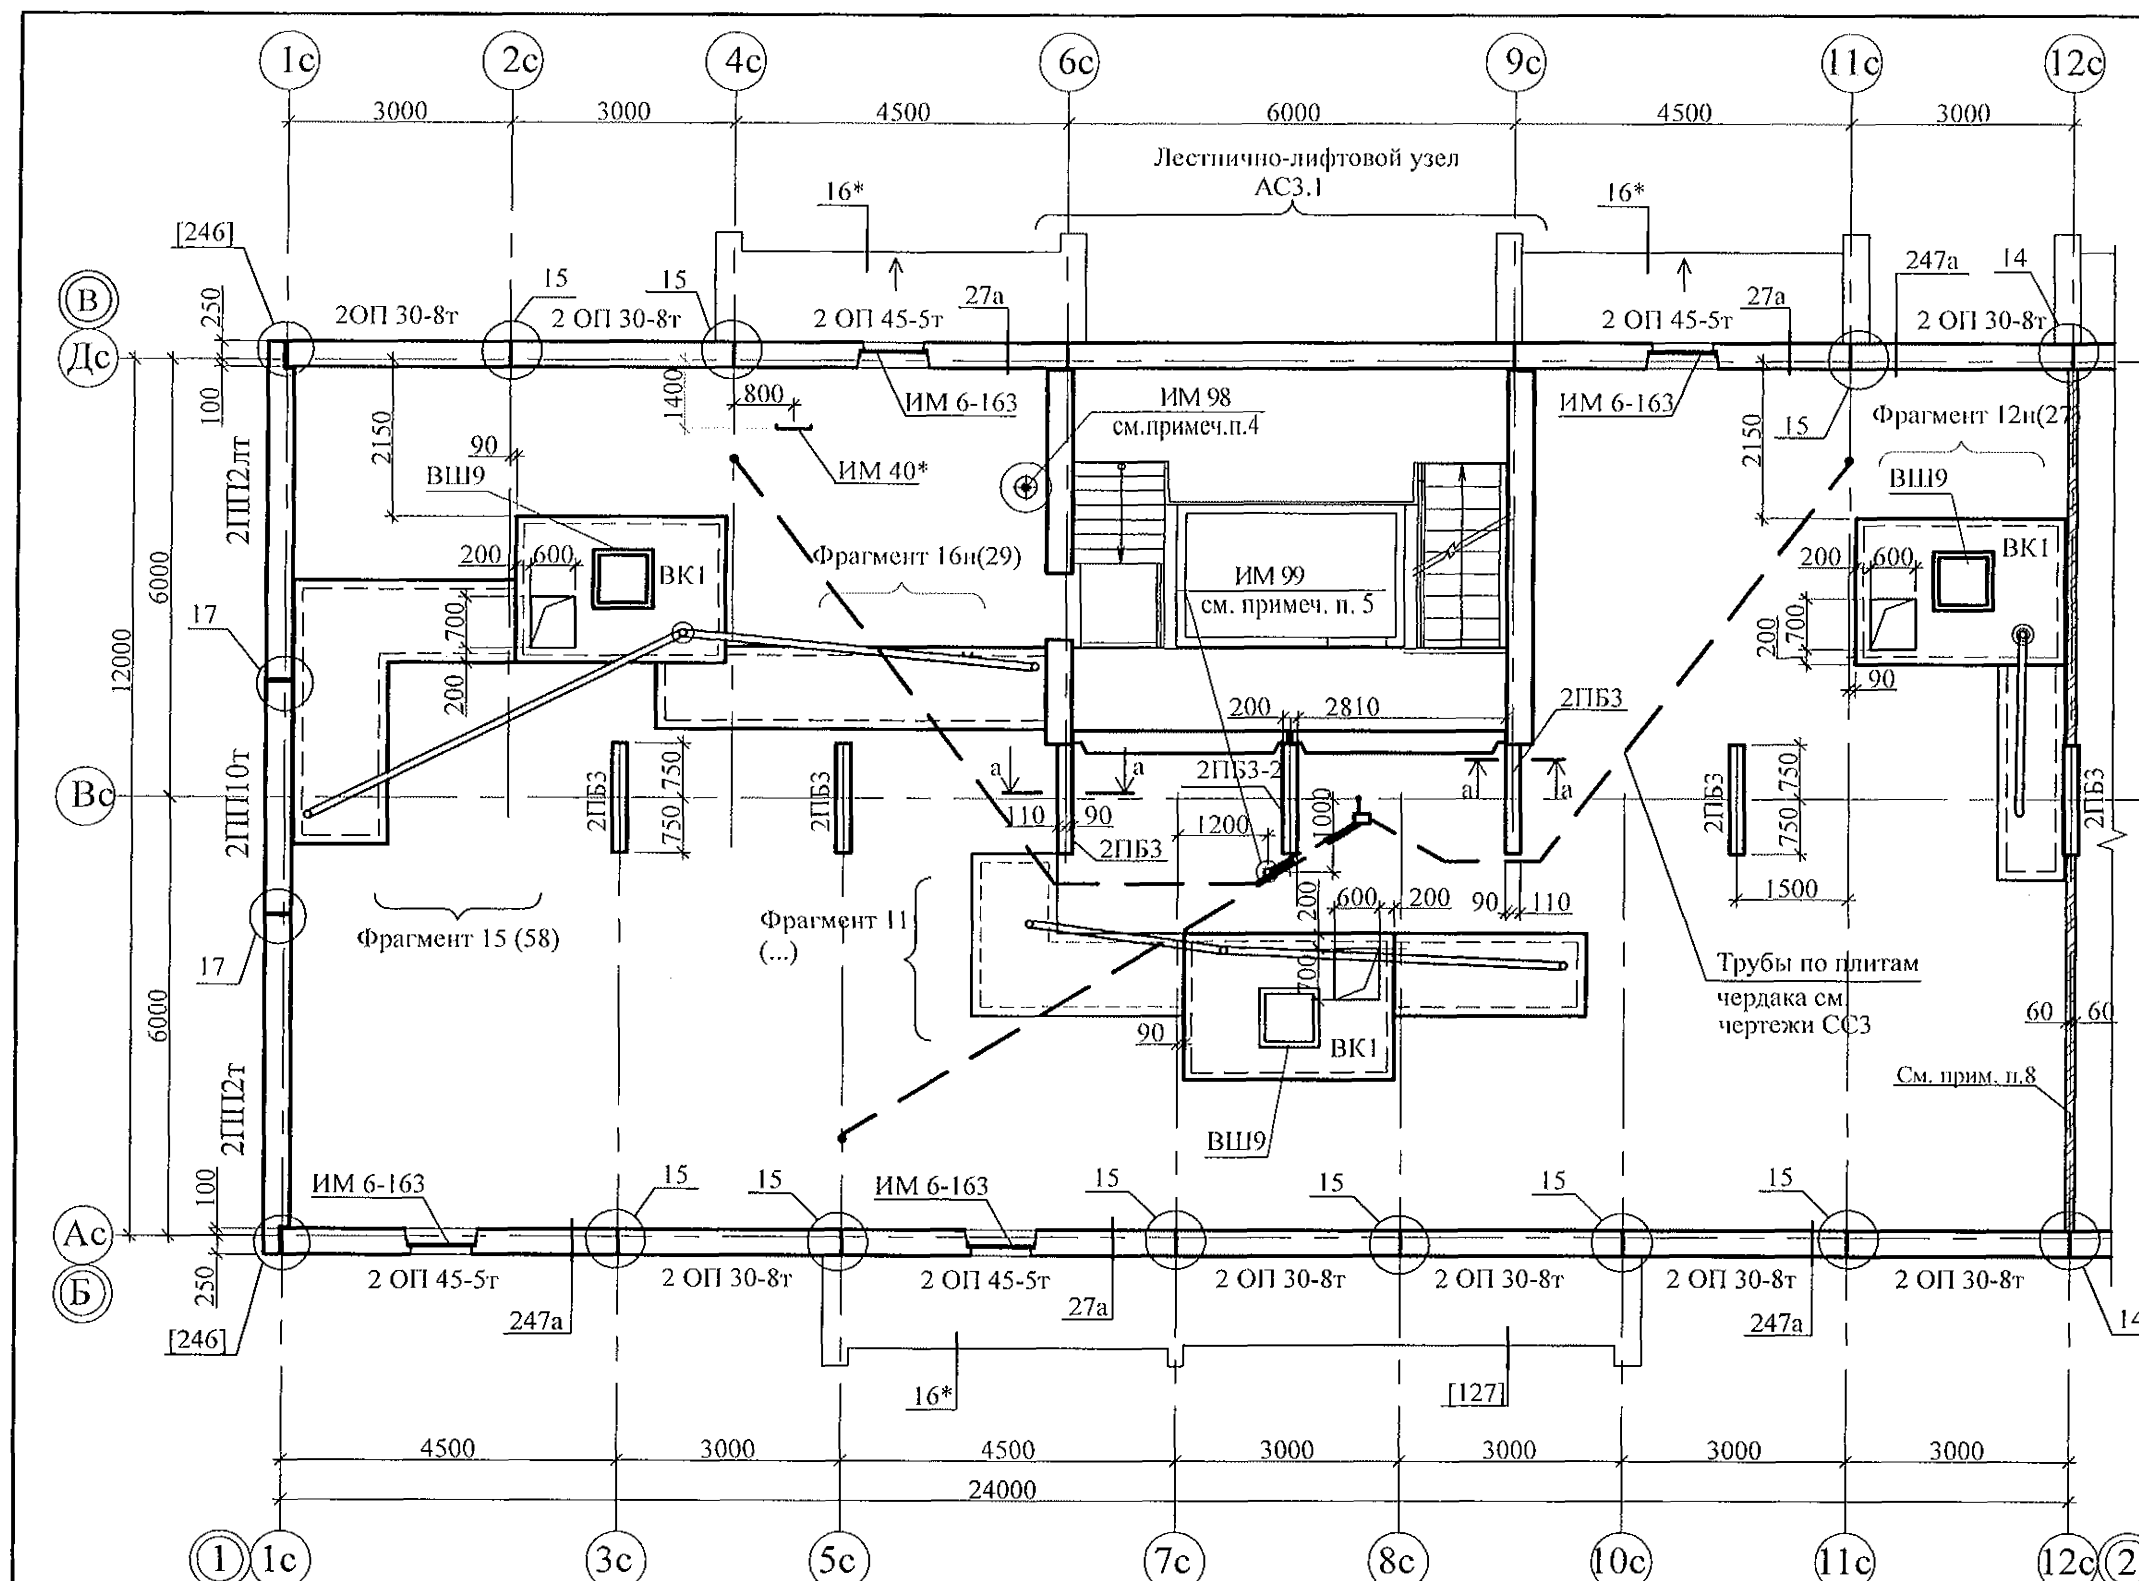 1с 2с 4с 6с 9с 11с 12с
3000 3000 4500 6000 4500 3000
Лестнично-лифтовой узел
АС3.1
16* 16*
[246] 15 15 27а 27а 247а 14
В
250
2ОП 30-8т 2 ОП 30-8т 2 ОП 45-5т 2 ОП 45-5т 2 ОП 30-8т
Дс
100
1400
800
ИМ 6-163
ИМ 98
см.примеч.п.4
ИМ 6-163
15
Фрагмент 12н(27)
2150
2150
2ПП2лт
90
ВШ9
ИМ 40*
ВШ9
200 600
ВК1
Фрагмент 16н(29)
ИМ 99
см. примеч. п. 5
200 600
ВК1
6000
12000
17
700
200
700
200
90
200 2810
2ПБ3
2ПП10т
Вс
2ПБ3
750
750
2ПБ3
а а
2ПБ3-2
а а
2ПБ3
750
750
2ПБ3
110 90
2ПБ3
1200
1000
1500
17
Фрагмент 15 (58)
Фрагмент 11
(...)
200
600 200
90 110
700
Трубы по плитам
чердака см.
чертежи СС3
60 60
90
ВК1
См. прим. п.8
6000
2ПП2т
ВШ9
100
ИМ 6-163
15 15
ИМ 6-163
15 15 15 15
Ас
250
Б
2 ОП 45-5т 2 ОП 30-8т 2 ОП 45-5т 2 ОП 30-8т 2 ОП 30-8т 2 ОП 30-8т 2 ОП 30-8т
[246] 247а 27а 247а 14
16* [127]
4500 3000 4500 3000 3000 3000 3000
24000
1 1с 3с 5с 7с 8с 10с 11с 12с 2